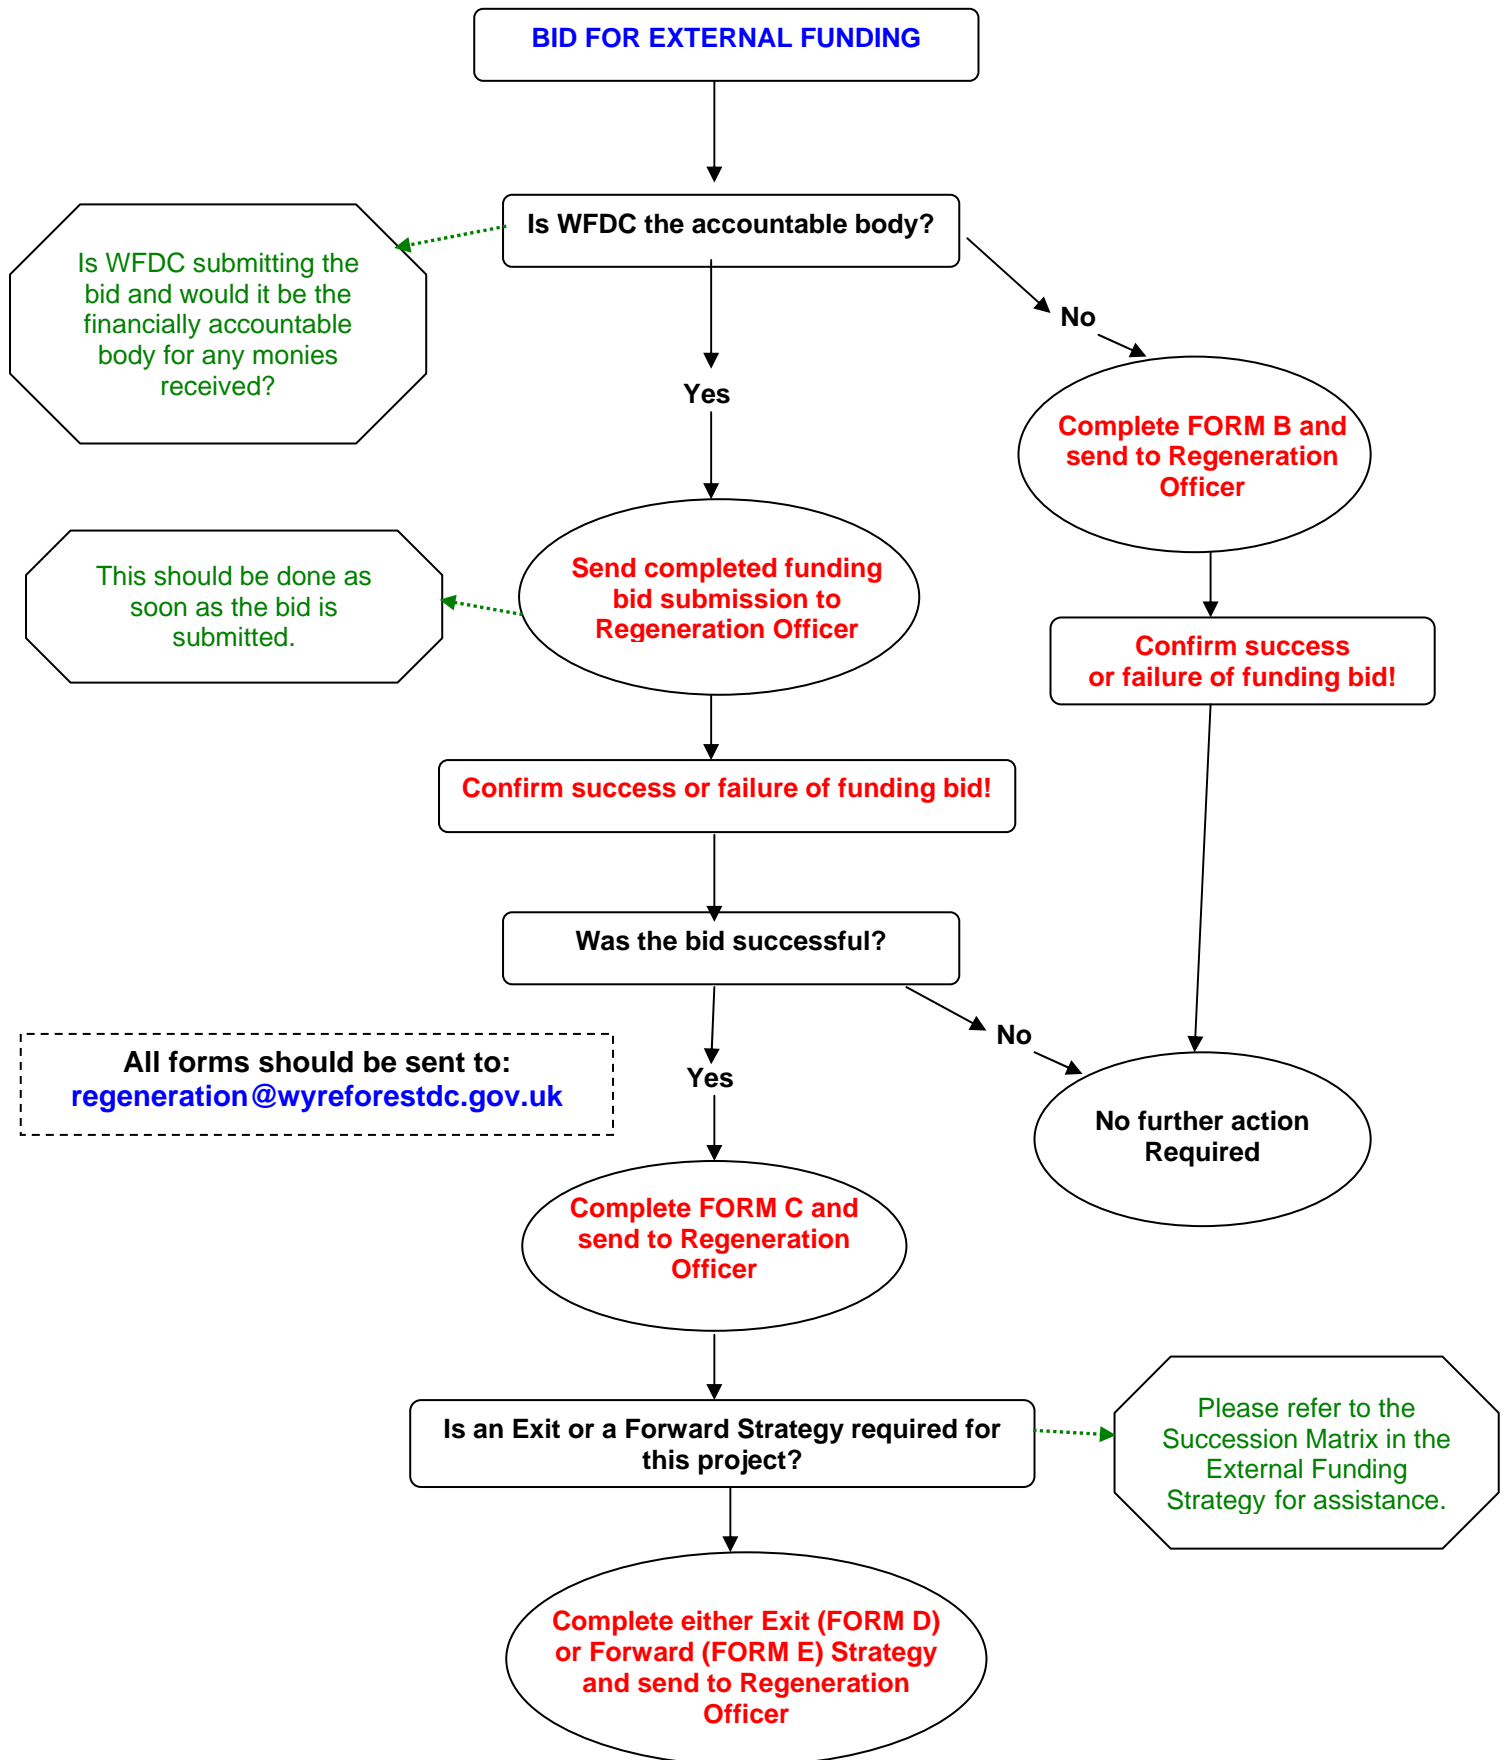 BID FOR EXTERNAL FUNDING
Is WFDC the accountable body?
Is WFDC submitting the
bid and would it be the
financially accountable
body for any monies
received?
No
Yes
Complete FORM B and
send to Regeneration
Officer
Send completed funding
bid submission to
Regeneration Officer
This should be done as
soon as the bid is
submitted.
Confirm success
or failure of funding bid!
Confirm success or failure of funding bid!
Was the bid successful?
No
Yes
All forms should be sent to:
regeneration@wyreforestdc.gov.uk
No further action
Required
Complete FORM C and
send to Regeneration
Officer
Is an Exit or a Forward Strategy required for
this project?
Please refer to the
Succession Matrix in the
External Funding
Strategy for assistance.
Complete either Exit (FORM D)
or Forward (FORM E) Strategy
and send to Regeneration
Officer